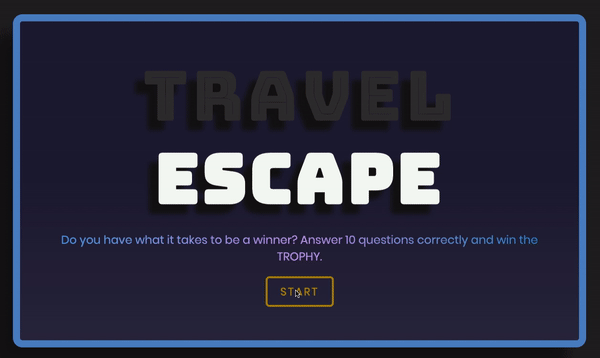 TRAVEL
ESCAPE
Do you have what it takes to be a winner? Answer 10 questions correctly and win the
TROPHY.
START